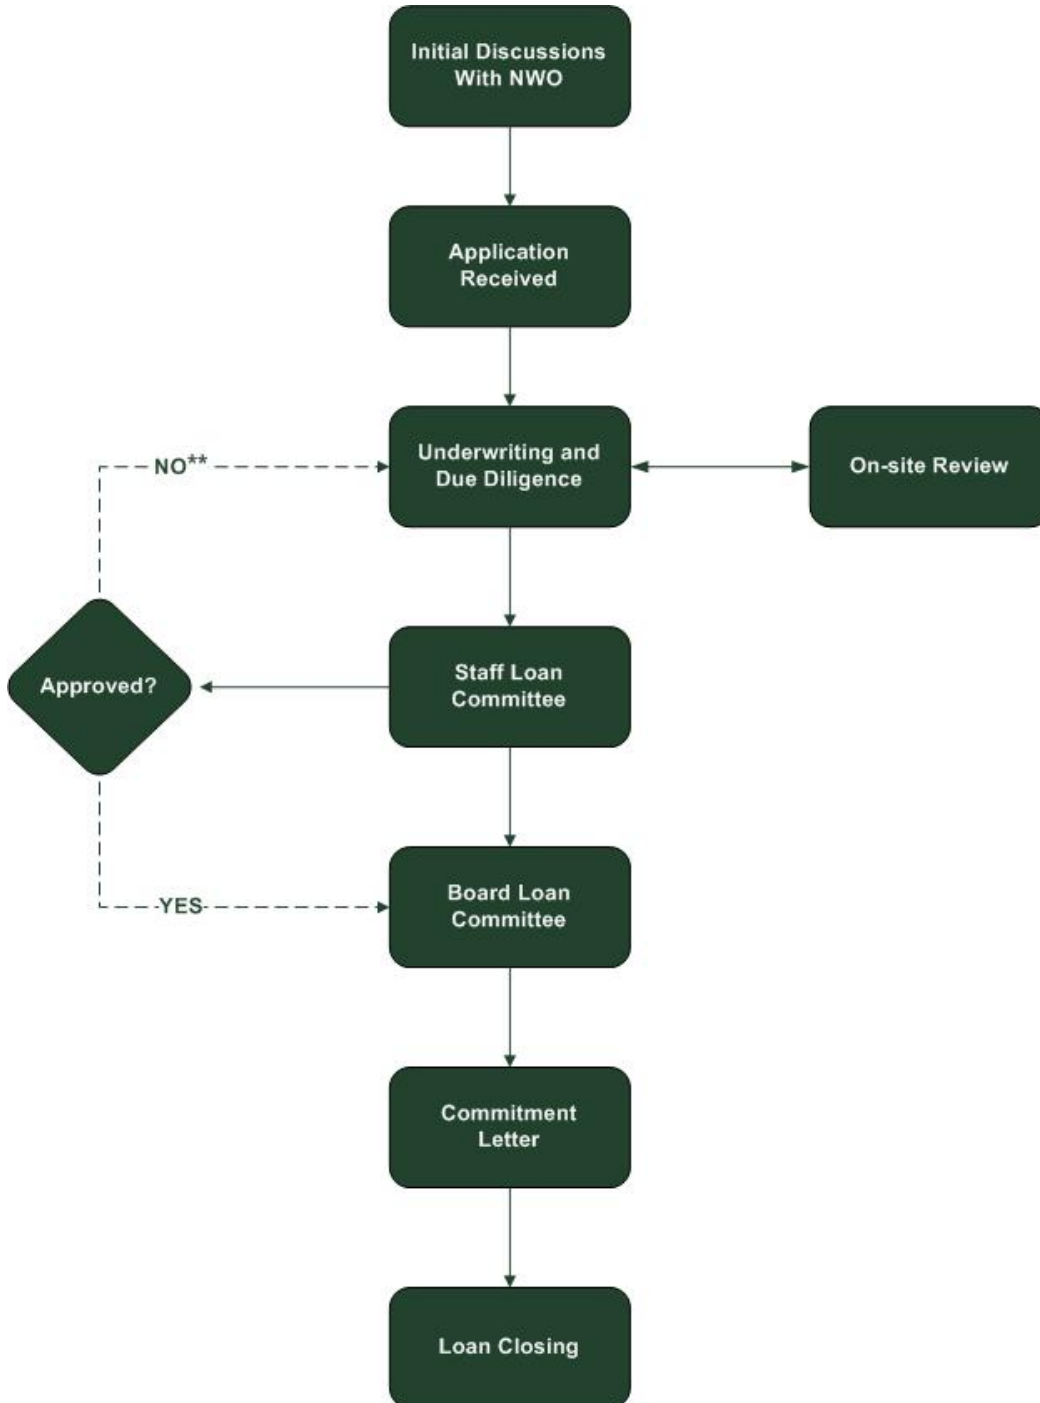 Initial Discussions
With NWO
Application
Received
Underwriting and
Due Diligence
On-site Review
NO**
Approved?
Staff Loan
Committee
YES
Board Loan
Committee
Commitment
Letter
Loan Closing